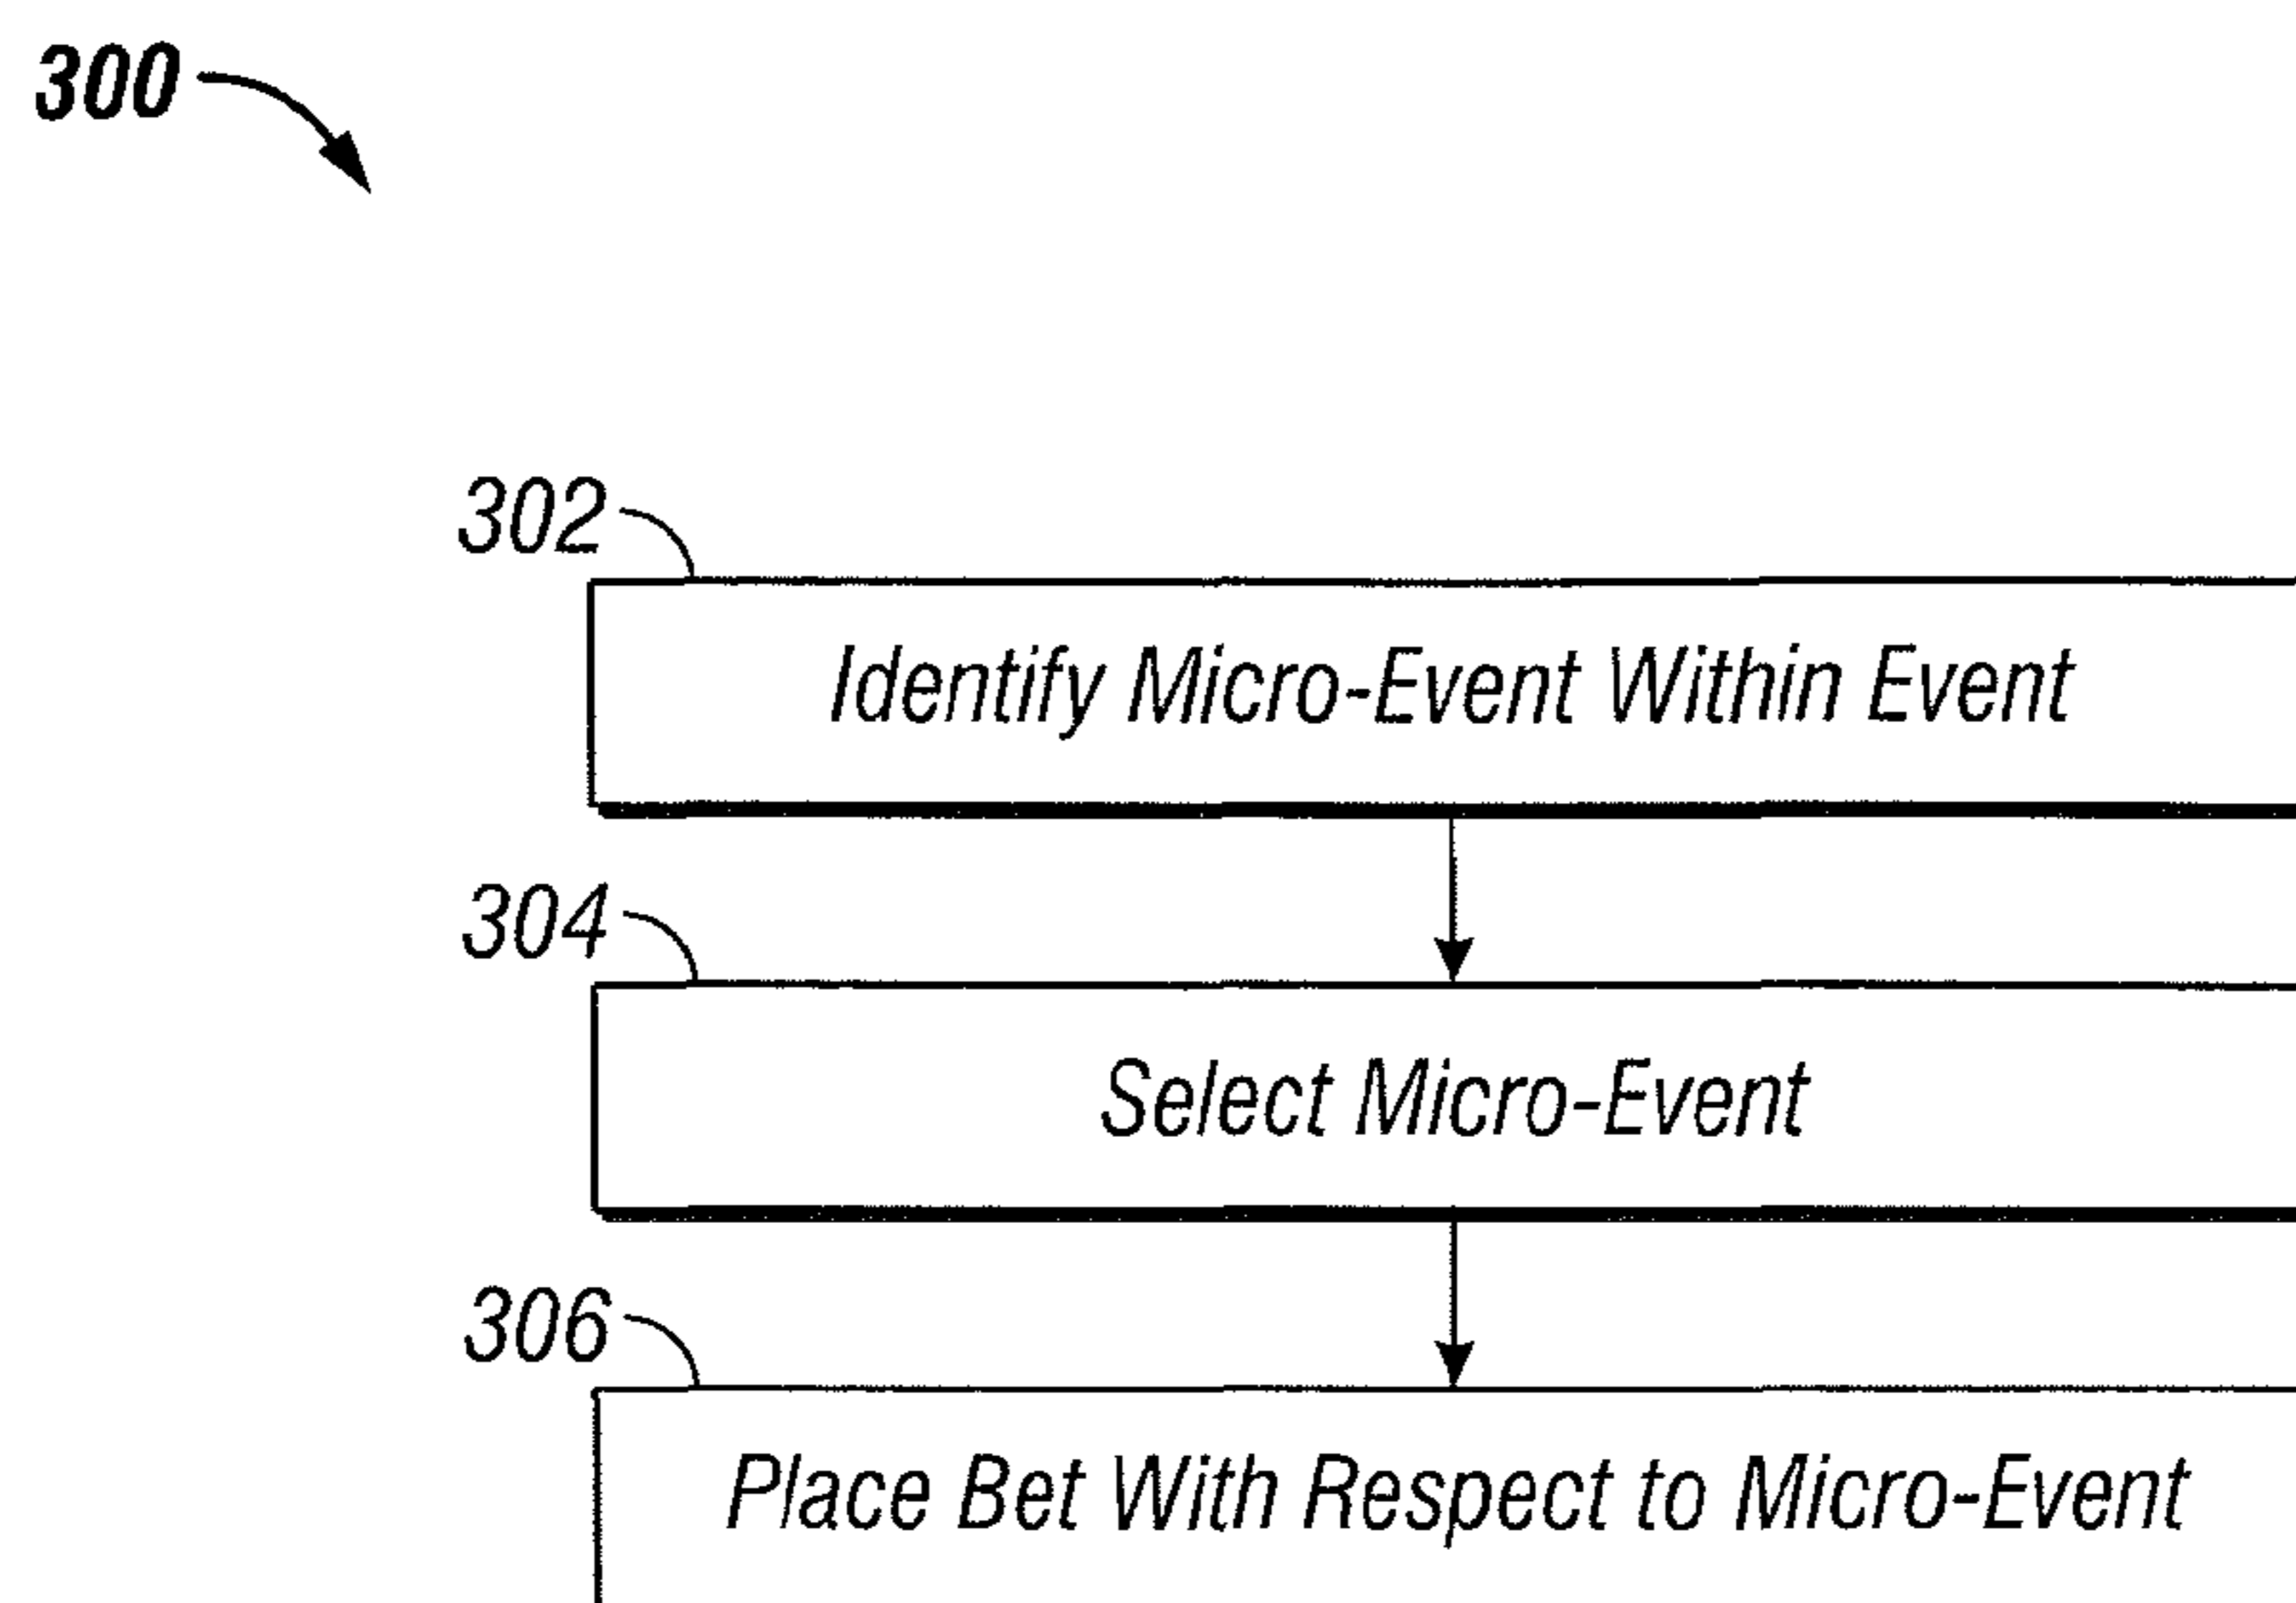 300
302
Identify Micro-Event Within Event
304
Select Micro-Event
306
Place Bet With Respect to Micro-Event